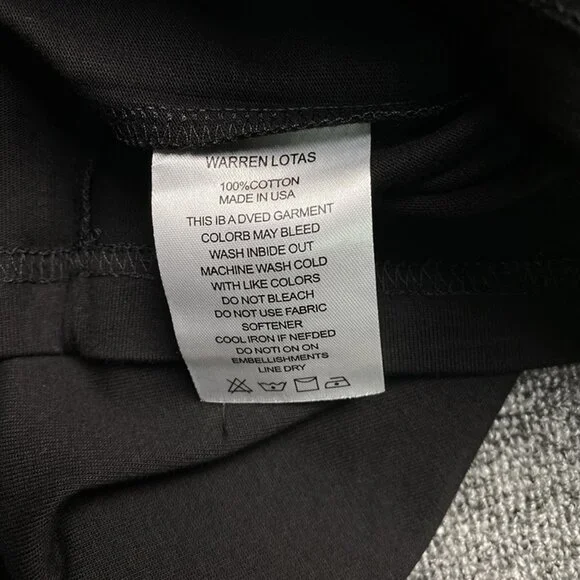 WARREN LOTAS
100%COTTON
MADE IN USA
THIS IB A DVED GARMENT
COLORB MAY BLEED
WASH INBIDE OUT
MACHINE WASH COLD
WITH LIKE COLORS
DO NOT BLEACH
DO NOT USE FABRIC
SOFTENER
COOL IRON IF NEFDED
DO NOTI ON ON
EMBELLISHMENTS
LINE DRY